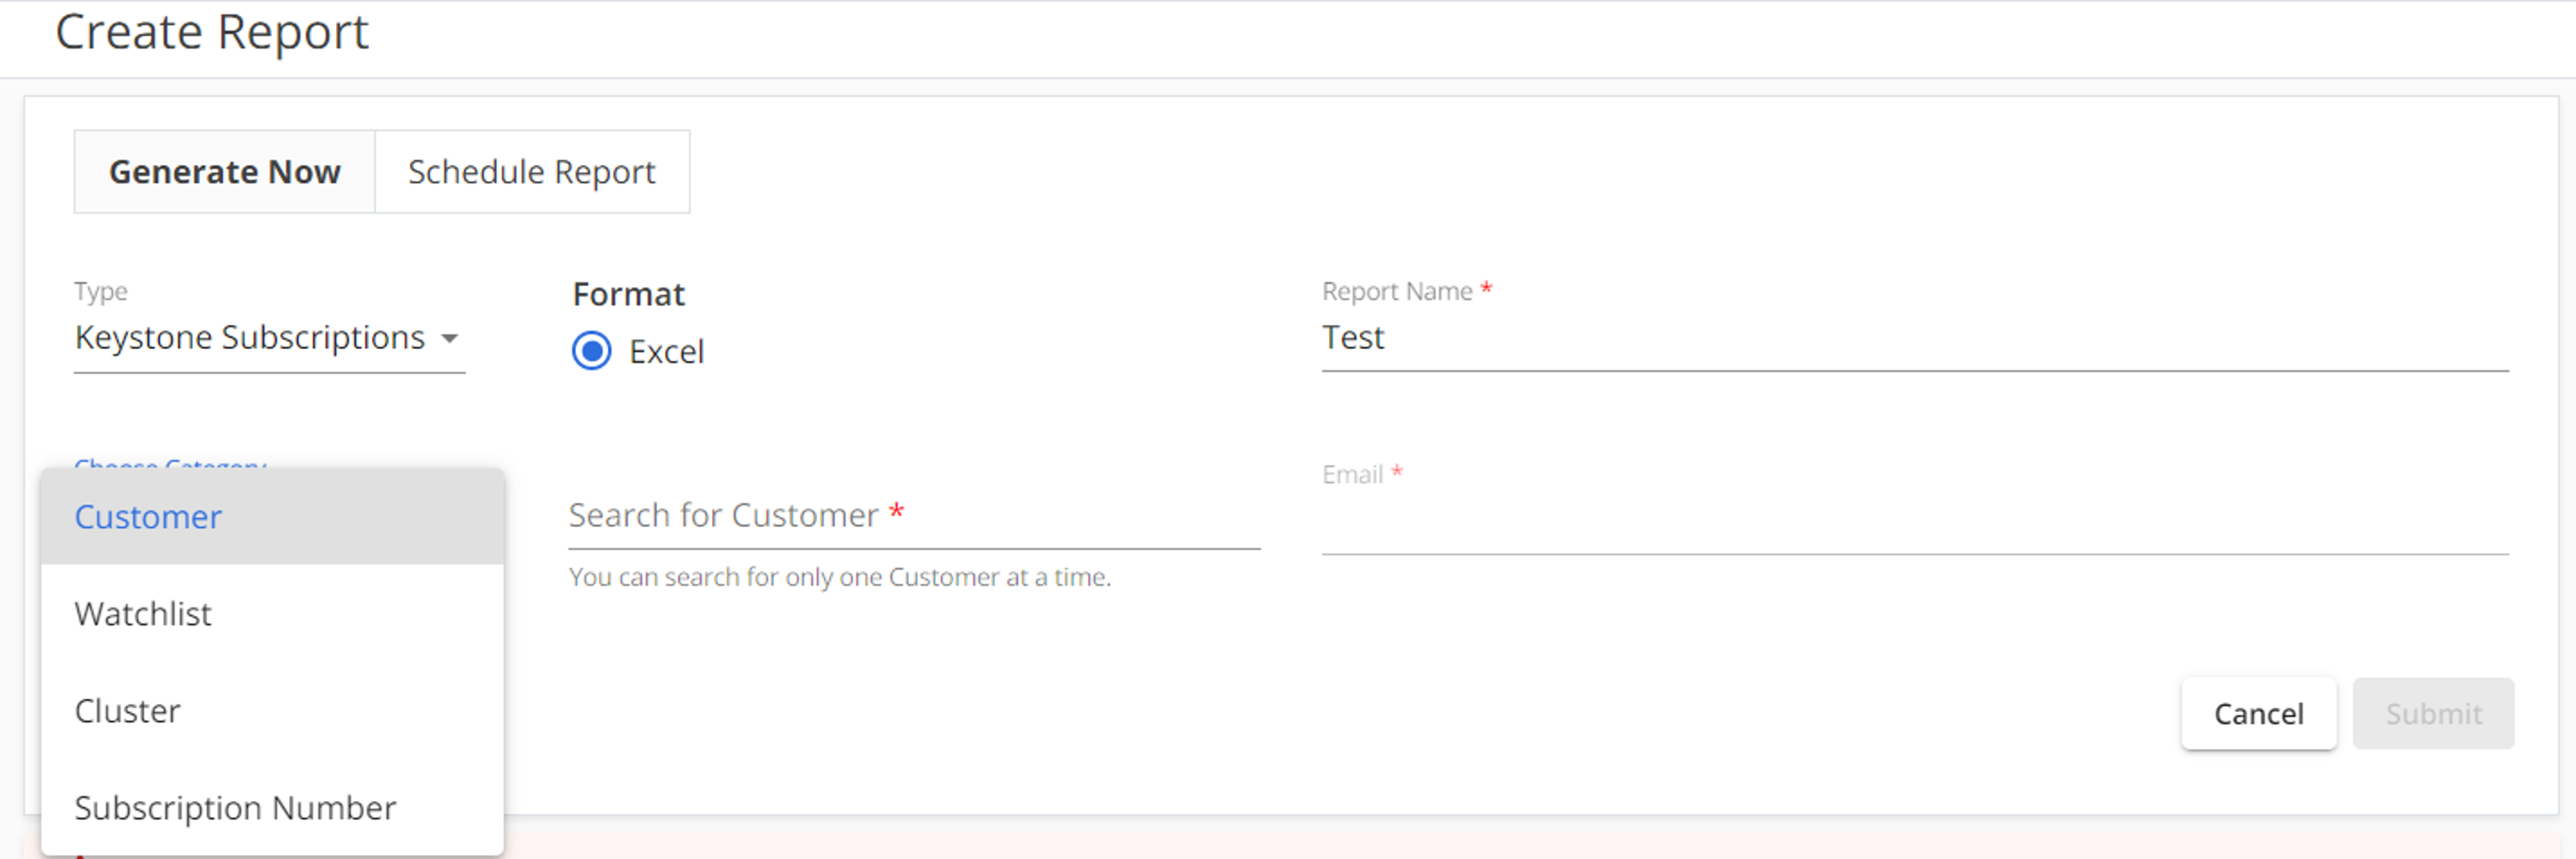 Create Report
Generate Now
Schedule Report
Type
Keystone Subscriptions
Format
Excel
Report Name *
Test
Choose Category
Customer
Watchlist
Cluster
Subscription Number
Search for Customer *
You can search for only one Customer at a time.
Email *
Cancel
Submit